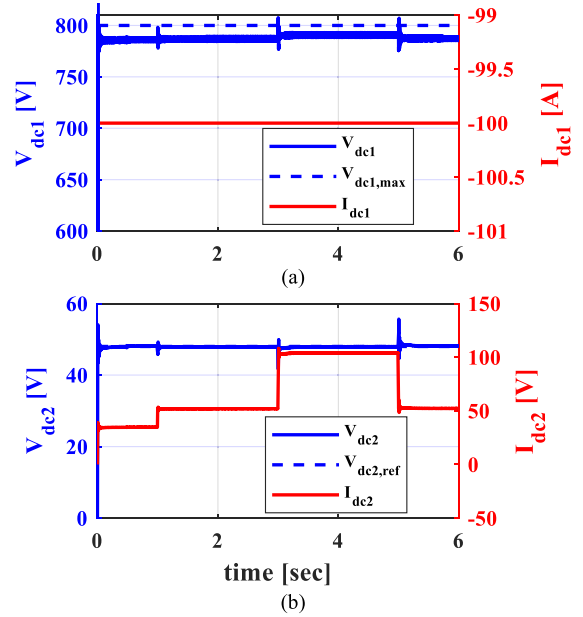 800
750
700
650
600
V_dc1 [V]
-99
-99.5
-100
-100.5
-101
I_dc1 [A]
V_dc1
V_dc1,max
I_dc1
0
2
4
6
(a)
60
40
20
0
V_dc2 [V]
150
100
50
0
-50
I_dc2 [V]
V_dc2
V_dc2,ref
I_dc2
0
2
4
6
time [sec]
(b)